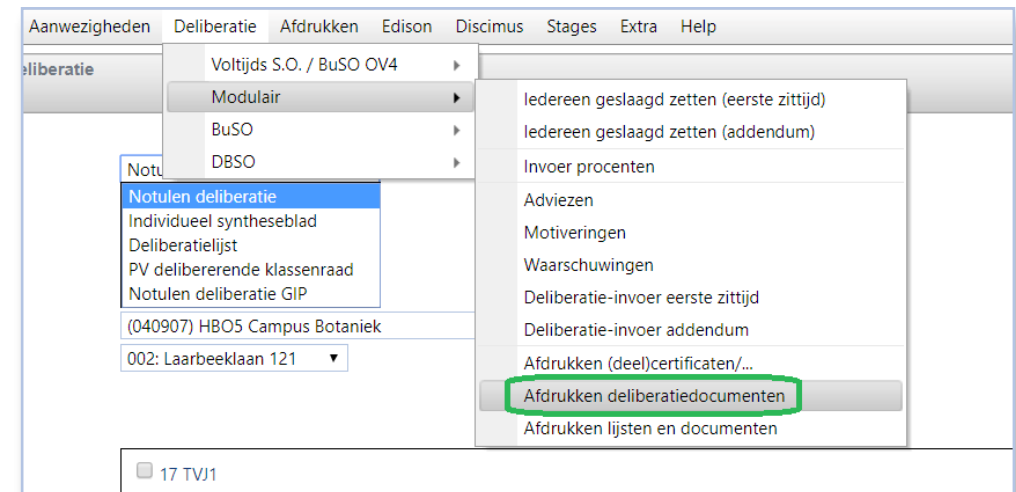 Aanwezigheden Deliberatie Afdrukken Edison Discimus Stages Extra Help
eliberatie
Voltijds S.O. / BuSO OV4
Modulair
BuSO
DBSO
Iedereen geslaagd zetten (eerste zittijd)
Iedereen geslaagd zetten (addendum)
Invoer procenten
Adviezen
Motiveringen
Waarschuwingen
Deliberatie-invoer eerste zittijd
Deliberatie-invoer addendum
Afdrukken (deel)certificaten/...
Afdrukken deliberatiedocumenten
Afdrukken lijsten en documenten
Notu
Notulen deliberatie
Individueel syntheseblad
Deliberatielijst
PV delibererende klassenraad
Notulen deliberatie GIP
(040907) HBO5 Campus Botaniek
002: Laarbeeklaan 121
17 TVJ1